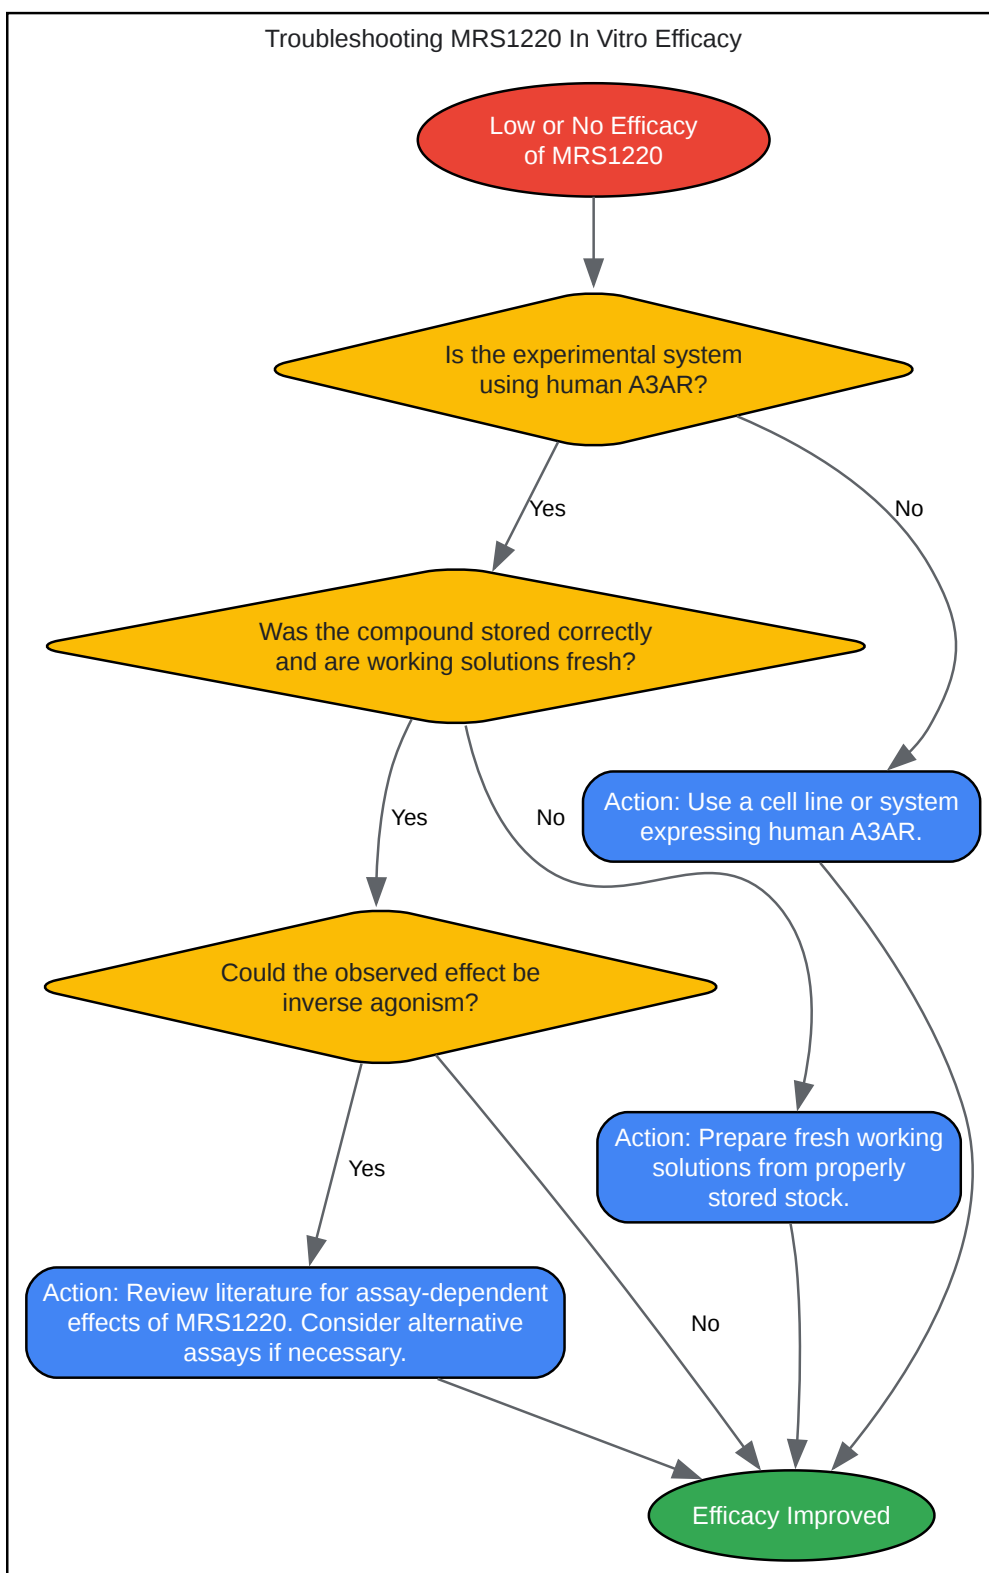 Troubleshooting MRS1220 In Vitro Efficacy
Low or No Efficacy
of MRS1220
Is the experimental system
using human A3AR?
Yes
No
Was the compound stored correctly
and are working solutions fresh?
Yes
No
Action: Use a cell line or system
expressing human A3AR.
Could the observed effect be
inverse agonism?
Action: Prepare fresh working
solutions from properly
stored stock.
Yes
No
Action: Review literature for assay-dependent
effects of MRS1220. Consider alternative
assays if necessary.
Efficacy Improved